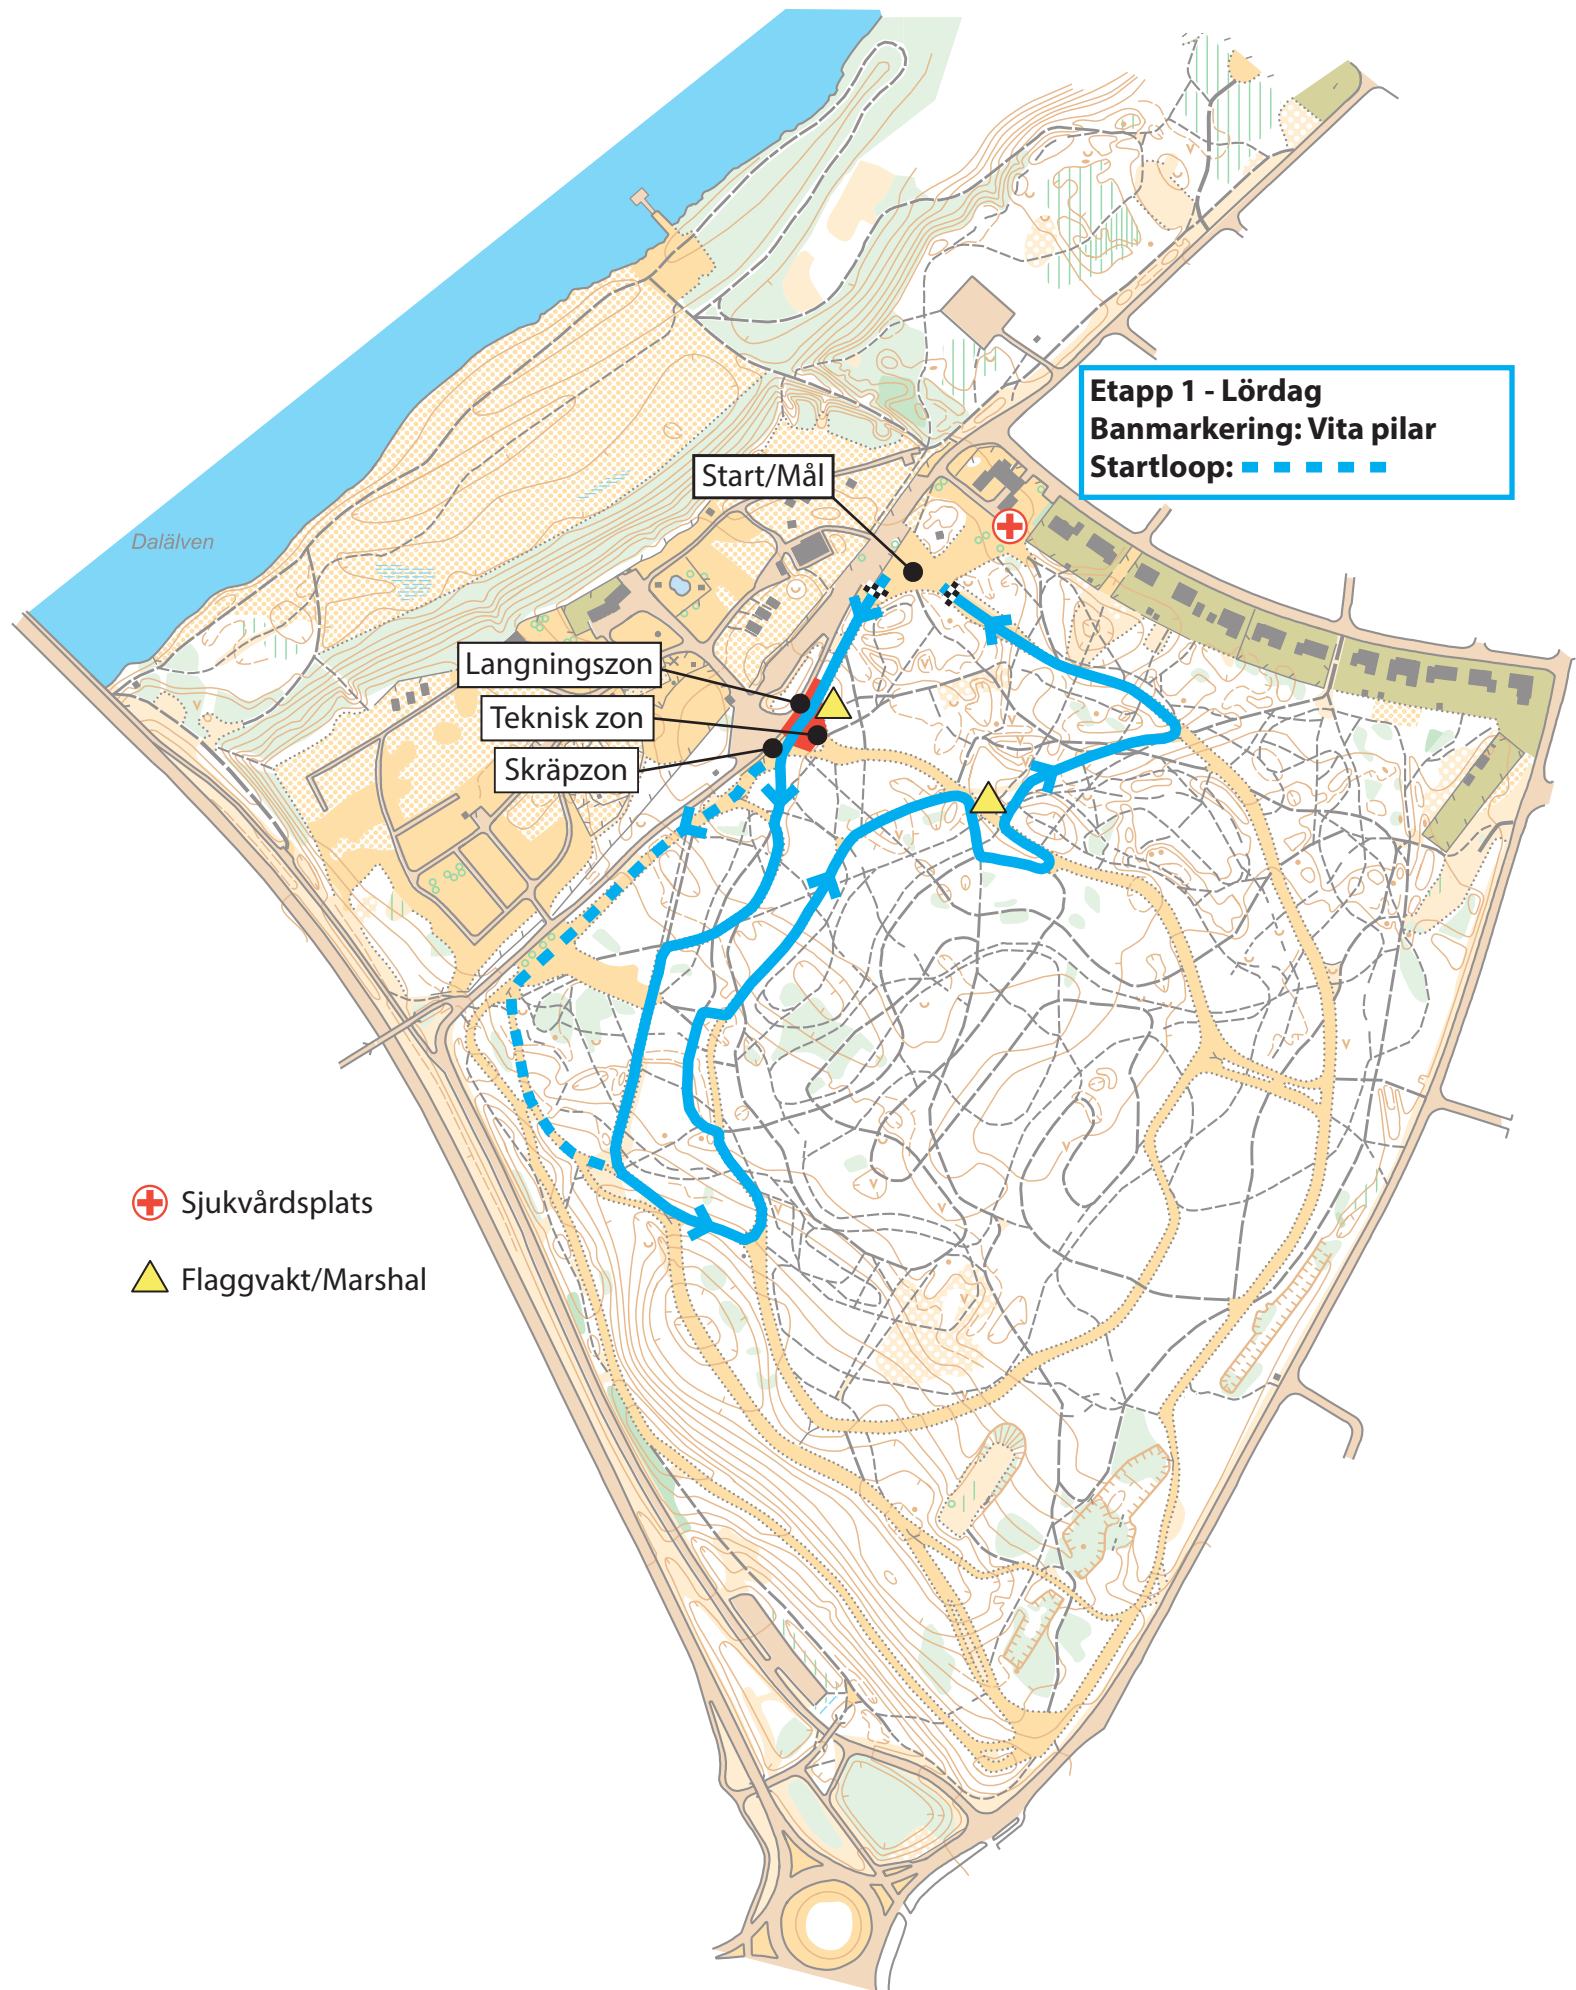 Etapp 1 - Lördag
Banmarkering: Vita pilar
Startloop:
Start/Mål
Dalälven
Langningszon
Teknisk zon
Skräpzon
Sjukvårdsplats
Flaggvakt/Marshal